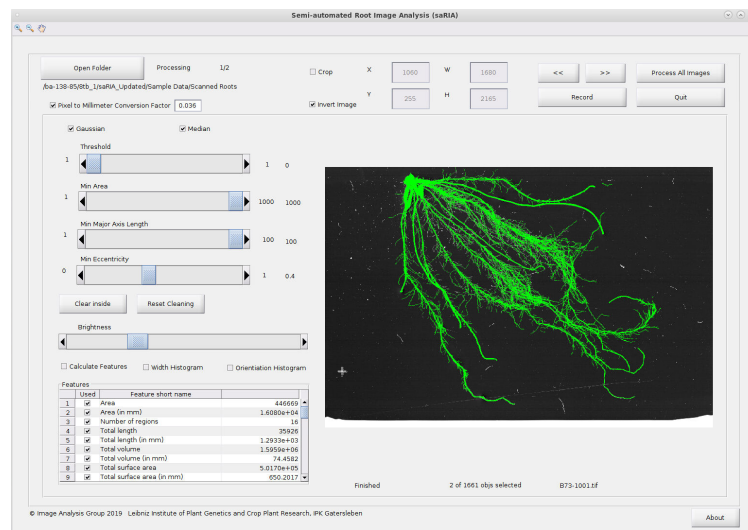 Semi-automated Root Image Analysis (saRIA)
Open Folder Processing 1/2
/ba-138-85/8tb_1/saRIA_Updated/Sample Data/Scanned Roots
Pixel to Millimeter Conversion Factor 0.036
Crop X 1060 W 1680
Invert Image Y 255 H 2165
<< >> Process All Images
Record Quit
Gaussian Median
Threshold
1 1 0
Min Area
1 1000 1000
Min Major Axis Length
1 100 100
Min Eccentricity
0 1 0.4
Clear inside Reset Cleaning
Brightness
Calculate Features Width Histogram Orientiation Histogram
Features
Used Feature short name
1 Area 446669
2 Area (in mm) 1.6080e+04
3 Number of regions 16
4 Total length 35926
5 Total length (in mm) 1.2933e+03
6 Total volume 1.5959e+06
7 Total volume (in mm) 74.4582
8 Total surface area 5.0170e+05
9 Total surface area (in mm) 650.2017
Finished 2 of 1661 objs selected B73-1001.tif
© Image Analysis Group 2019 Leibniz Institute of Plant Genetics and Crop Plant Research, IPK Gatersleben
About